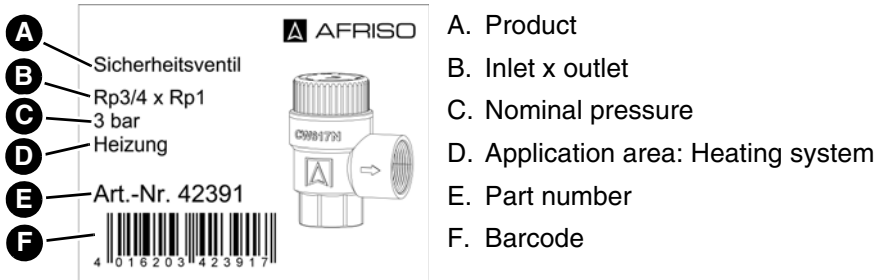 A
B
C
D
E
F
AFRISO
Sicherheitsventil
Rp3/4 x Rp1
3 bar
Heizung
Art.-Nr. 42391
4 016203 423917
CW617N
A. Product
B. Inlet x outlet
C. Nominal pressure
D. Application area: Heating system
E. Part number
F. Barcode